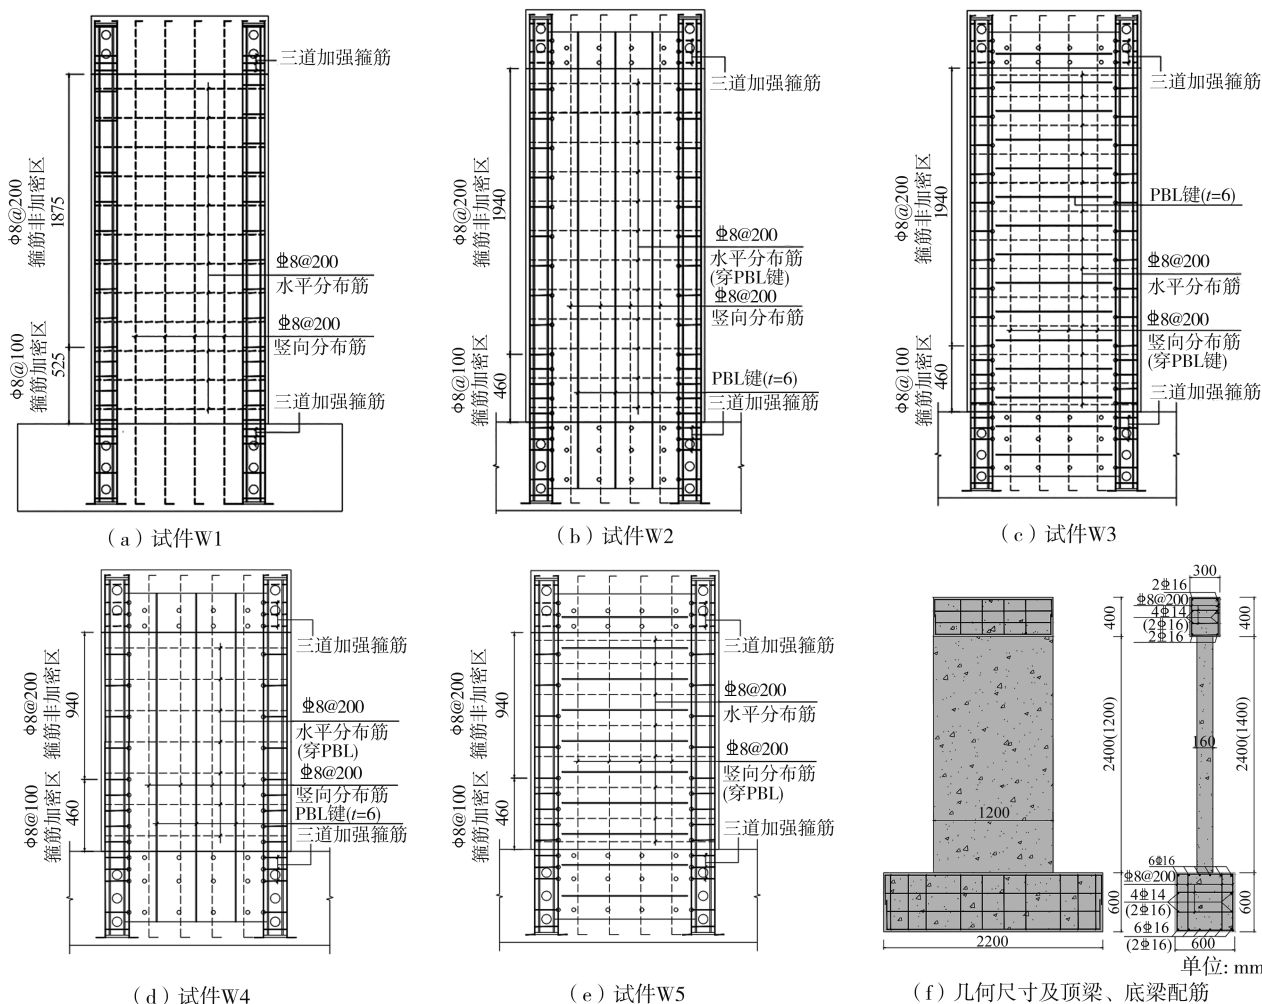 三道加强箍筋
ϕ8@200
箍筋非加密区
1875
⏀8@200
水平分布筋
⏀8@200
竖向分布筋
ϕ8@100
箍筋加密区
525
三道加强箍筋
(a)试件W1
三道加强箍筋
ϕ8@200
箍筋非加密区
1940
⏀8@200
水平分布筋
(穿PBL键)
⏀8@200
竖向分布筋
ϕ8@100
箍筋加密区
460
PBL键(t=6)
三道加强箍筋
(b)试件W2
三道加强箍筋
ϕ8@200
箍筋非加密区
1940
PBL键(t=6)
⏀8@200
水平分布筋
⏀8@200
竖向分布筋
(穿PBL键)
ϕ8@100
箍筋加密区
460
三道加强箍筋
(c)试件W3
三道加强箍筋
ϕ8@200
箍筋非加密区
940
⏀8@200
水平分布筋
(穿PBL)
⏀8@200
竖向分布筋
PBL键(t=6)
三道加强箍筋
ϕ8@100
箍筋加密区
460
(d)试件W4
三道加强箍筋
ϕ8@200
箍筋非加密区
940
⏀8@200
水平分布筋
⏀8@200
竖向分布筋
(穿PBL)
ϕ8@100
箍筋加密区
460
三道加强箍筋
(e)试件W5
300
2⏀16
⏀8@200
4⏀14
(2⏀16)
2⏀16
400
400
2400(1200)
160
2400(1400)
1200
6⏀16
⏀8@200
4⏀14
(2⏀16)
6⏀16
(2⏀16)
600
600
2200
600
单位: mm
(f)几何尺寸及顶梁、底梁配筋